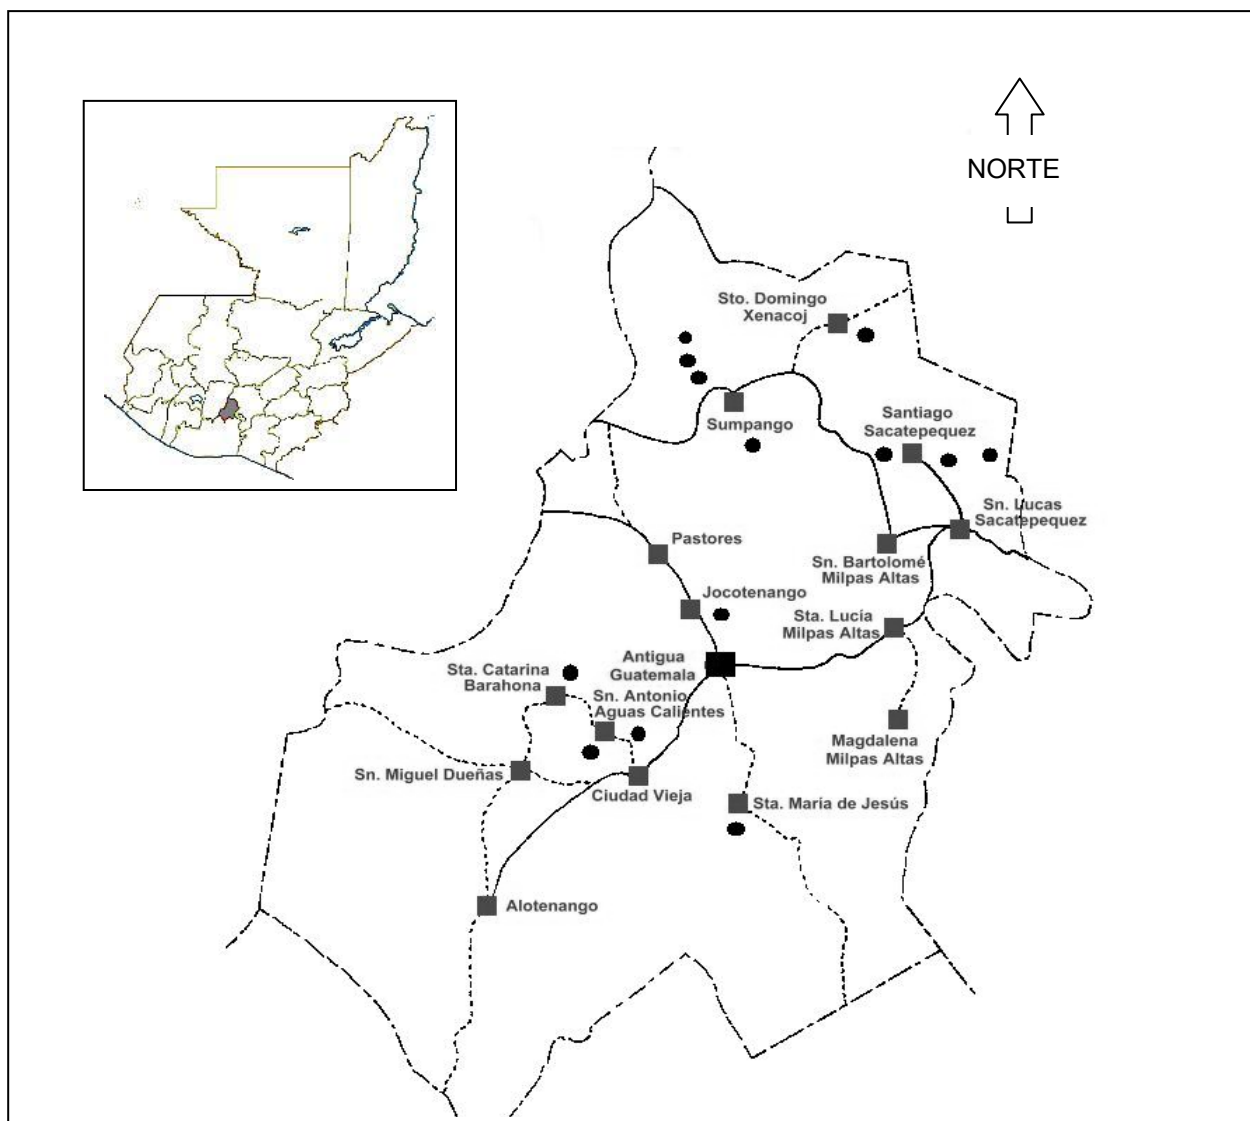 NORTE
Sto. Domingo
Xenacoj
Sumpango
Santiago
Sacatepequez
Sn. Lucas
Sacatepequez
Pastores
Sn. Bartolomé
Milpas Altas
Jocotenango
Sta. Lucía
Milpas Altas
Antigua
Guatemala
Sta. Catarina
Barahona
Sn. Antonio
Aguas Calientes
Magdalena
Milpas Altas
Sn. Miguel Dueñas
Ciudad Vieja
Sta. María de Jesús
Alotenango